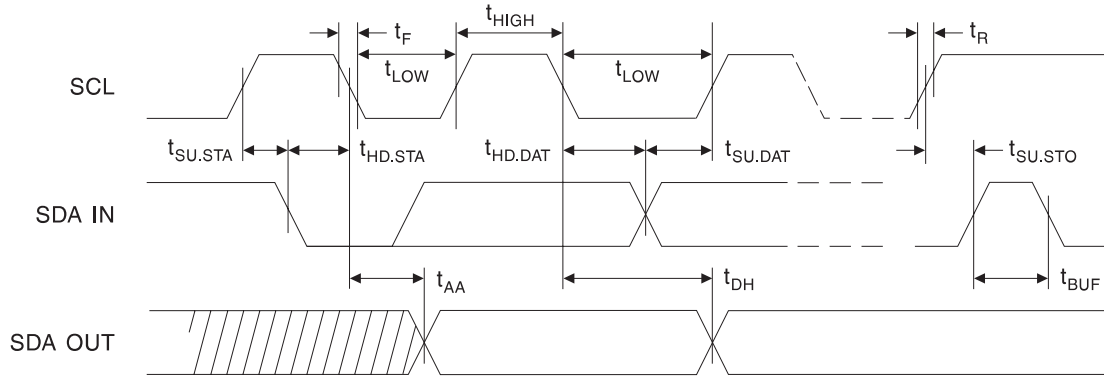 tHIGH
tF
tR
tLOW
tLOW
SCL
tSU.STA
tHD.STA
tHD.DAT
tSU.DAT
tSU.STO
SDA IN
tAA
tDH
tBUF
SDA OUT